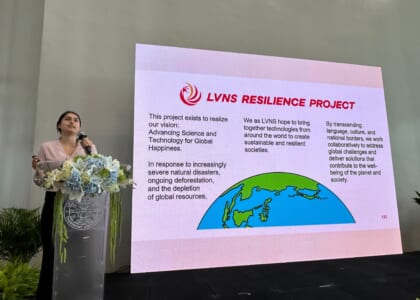 LVNS RESILIENCE PROJECT
This project exists to realize
our vision:
Advancing Science and
Technology for Global
Happiness.
In response to increasingly
severe natural disasters,
ongoing deforestation,
and the depletion
of global resources,
We as LVNS hope to bring
together technologies from
around the world to create
sustainable and resilient
societies.
By transcending
language, culture, and
national borders, we work
collaboratively to address
global challenges and
deliver solutions that
contribute to the well-
being of the planet and
society.